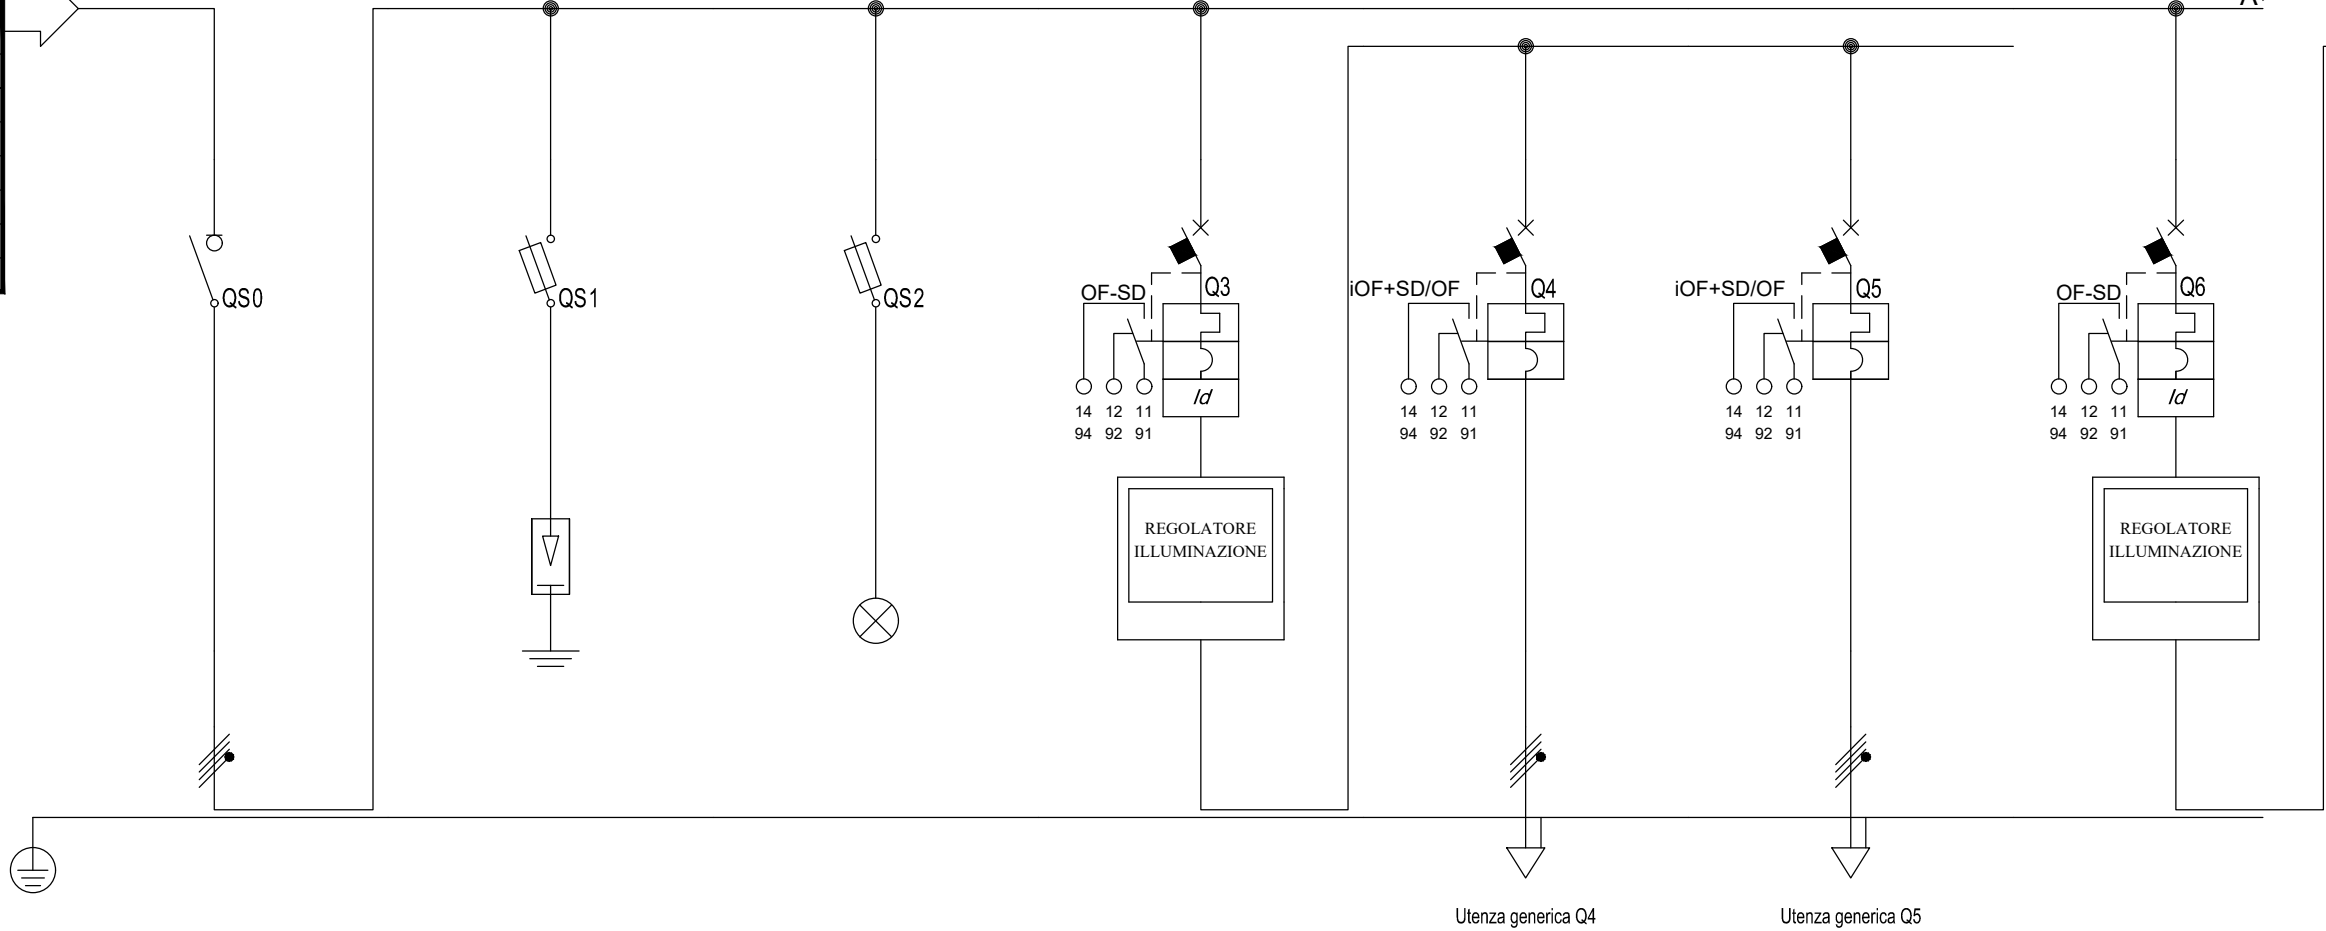 QS0
QS1
QS2
OF-SD
Q3
14 12 11
94 92 91
Id
REGOLATORE
ILLUMINAZIONE
iOF+SD/OF
Q4
14 12 11
94 92 91
iOF+SD/OF
Q5
14 12 11
94 92 91
OF-SD
Q6
14 12 11
94 92 91
Id
REGOLATORE
ILLUMINAZIONE
Utenza generica Q4
Utenza generica Q5